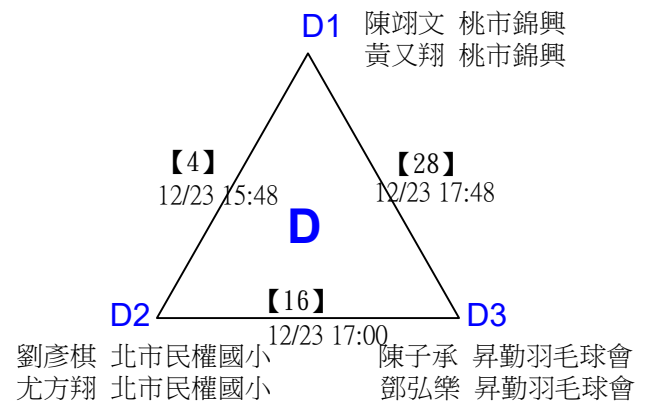 D1 陳翊文 桃市錦興
黃又翔 桃市錦興
【4】
12/23 15:48
【28】
12/23 17:48
D
【16】
12/23 17:00
D2
D3
劉彥棋 北市民權國小
尤方翔 北市民權國小
陳子承 昇勤羽毛球會
鄧弘樂 昇勤羽毛球會